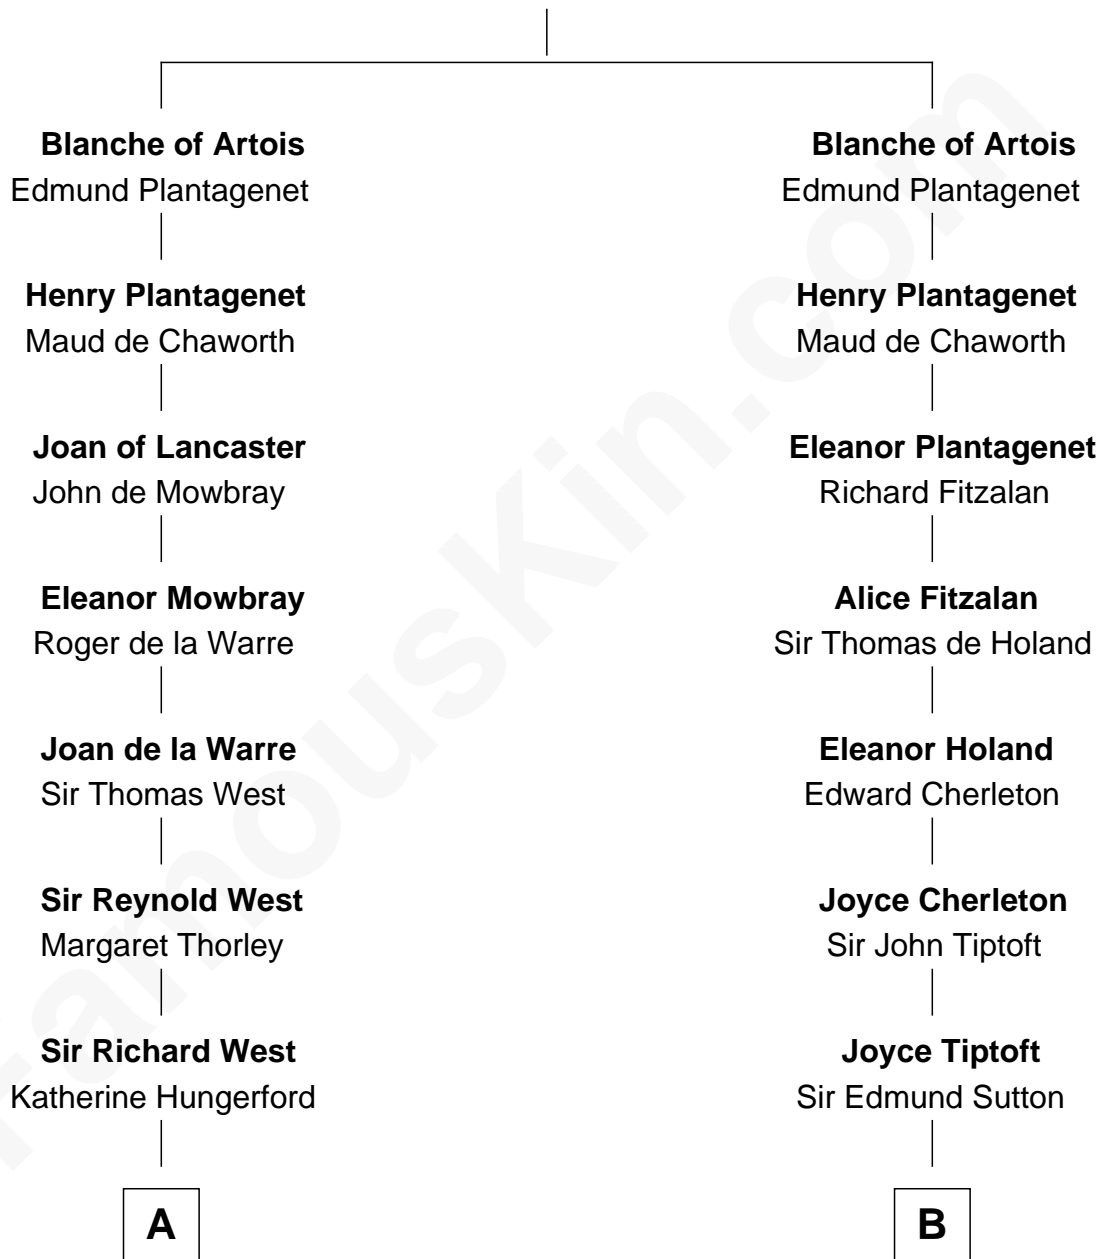 Blanche of Artois
Edmund Plantagenet
Henry Plantagenet
Maud de Chaworth
Joan of Lancaster
John de Mowbray
Eleanor Mowbray
Roger de la Warre
Joan de la Warre
Sir Thomas West
Sir Reynold West
Margaret Thorley
Sir Richard West
Katherine Hungerford
A
Blanche of Artois
Edmund Plantagenet
Henry Plantagenet
Maud de Chaworth
Eleanor Plantagenet
Richard Fitzalan
Alice Fitzalan
Sir Thomas de Holand
Eleanor Holand
Edward Cherleton
Joyce Cherleton
Sir John Tiptoft
Joyce Tiptoft
Sir Edmund Sutton
B
famouskin.com